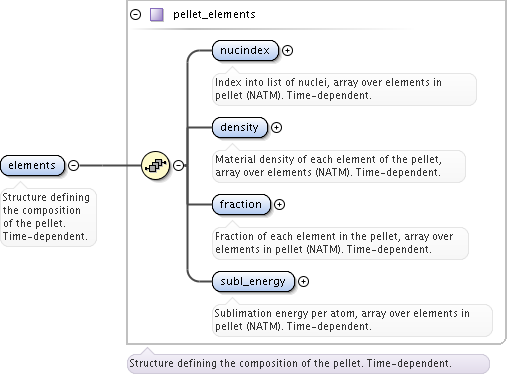 pellet_elements
nucindex
Index into list of nuclei, array over elements in
pellet (NATM). Time-dependent.
density
Material density of each element of the pellet,
array over elements (NATM). Time-dependent.
elements
Structure defining
the composition
of the pellet.
Time-dependent.
fraction
Fraction of each element in the pellet, array over
elements in pellet (NATM). Time-dependent.
subl_energy
Sublimation energy per atom, array over elements in
pellet (NATM). Time-dependent.
Structure defining the composition of the pellet. Time-dependent.